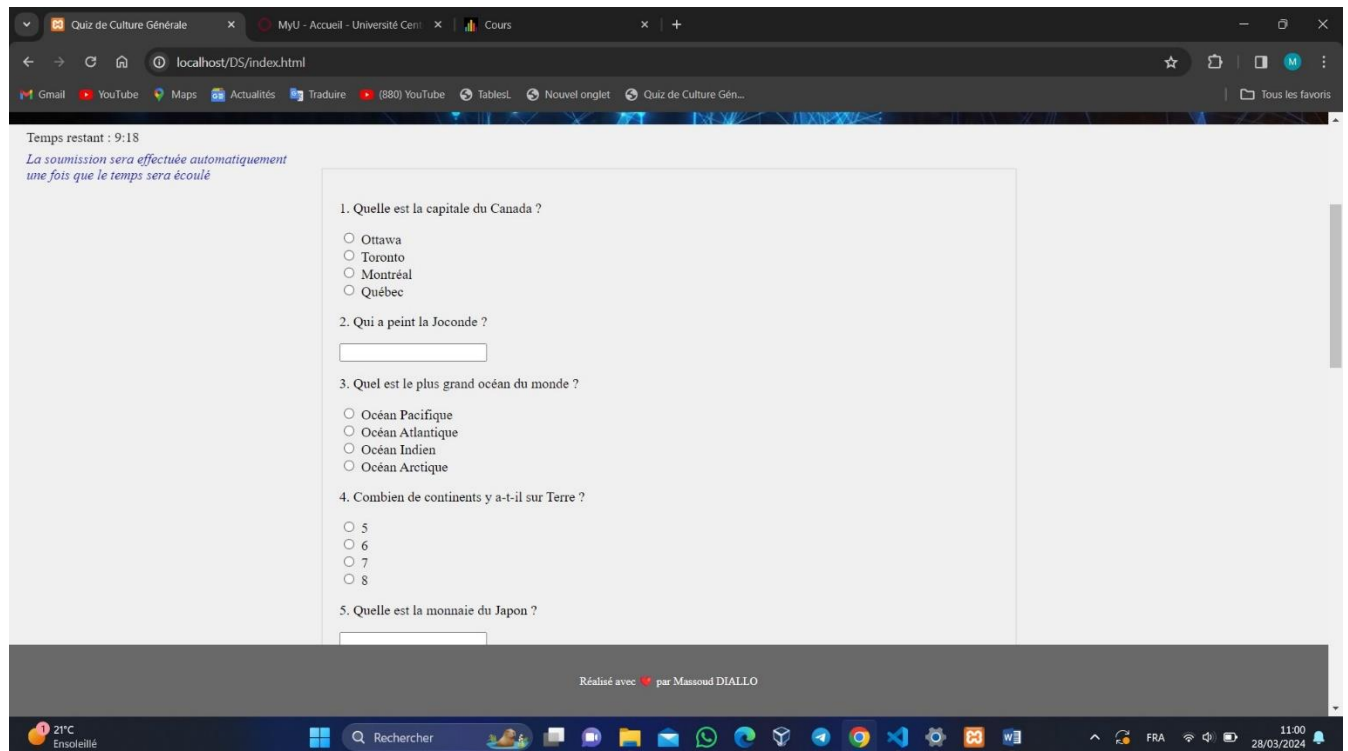 Quiz de Culture Générale
MyU - Accueil - Université Cent
Cours
localhost/DS/index.html
M
Gmail
YouTube
Maps
Actualités
Traduire
(880) YouTube
TablesL
Nouvel onglet
Quiz de Culture Gén...
Tous les favoris
Temps restant : 9:18
La soumission sera effectuée automatiquement
une fois que le temps sera écoulé
1. Quelle est la capitale du Canada ?
Ottawa
Toronto
Montréal
Québec
2. Qui a peint la Joconde ?
3. Quel est le plus grand océan du monde ?
Océan Pacifique
Océan Atlantique
Océan Indien
Océan Arctique
4. Combien de continents y a-t-il sur Terre ?
5
6
7
8
5. Quelle est la monnaie du Japon ?
Réalisé avec ❤ par Massoud DIALLO
1
21°C
Ensoleillé
Rechercher
FRA
11:00
28/03/2024